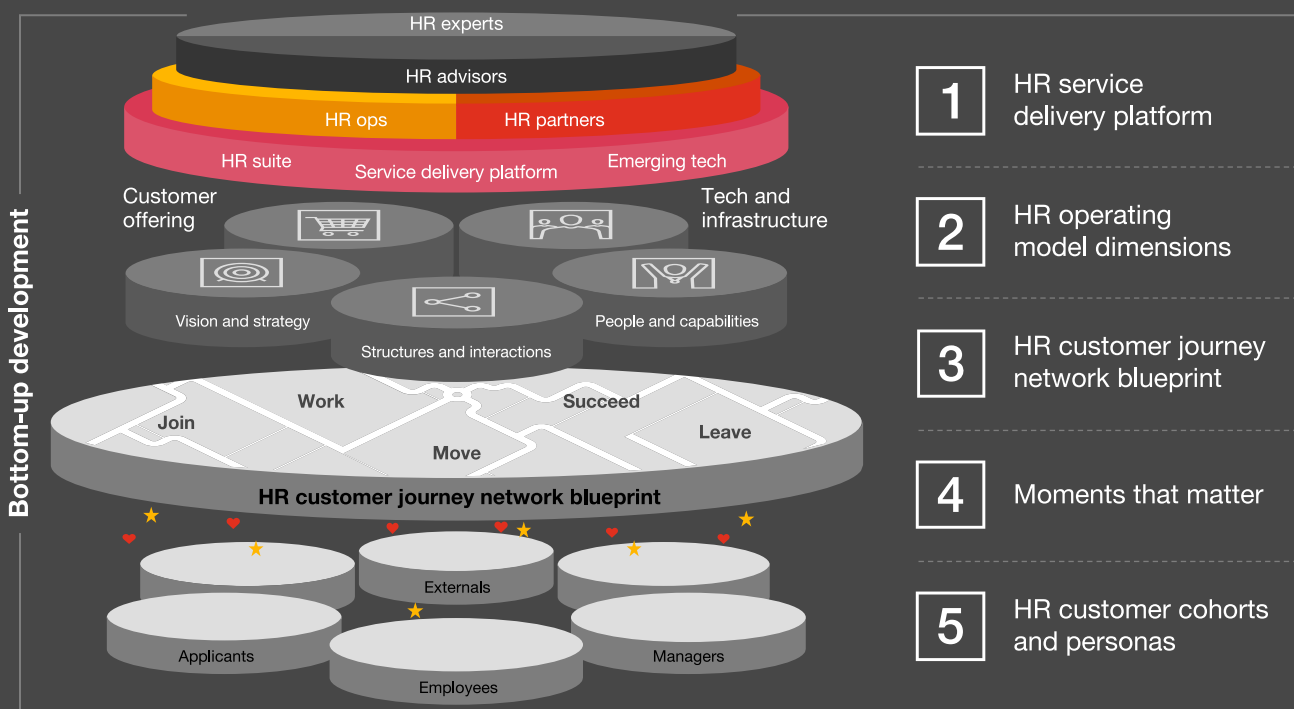 Bottom-up development
HR experts
HR advisors
HR ops
HR partners
HR suite
Service delivery platform
Emerging tech
Customer
offering
Tech and
infrastructure
Vision and strategy
People and capabilities
Structures and interactions
Join
Work
Move
Succeed
Leave
HR customer journey network blueprint
Externals
Applicants
Managers
Employees
1
HR service
delivery platform
2
HR operating
model dimensions
3
HR customer journey
network blueprint
4
Moments that matter
5
HR customer cohorts
and personas